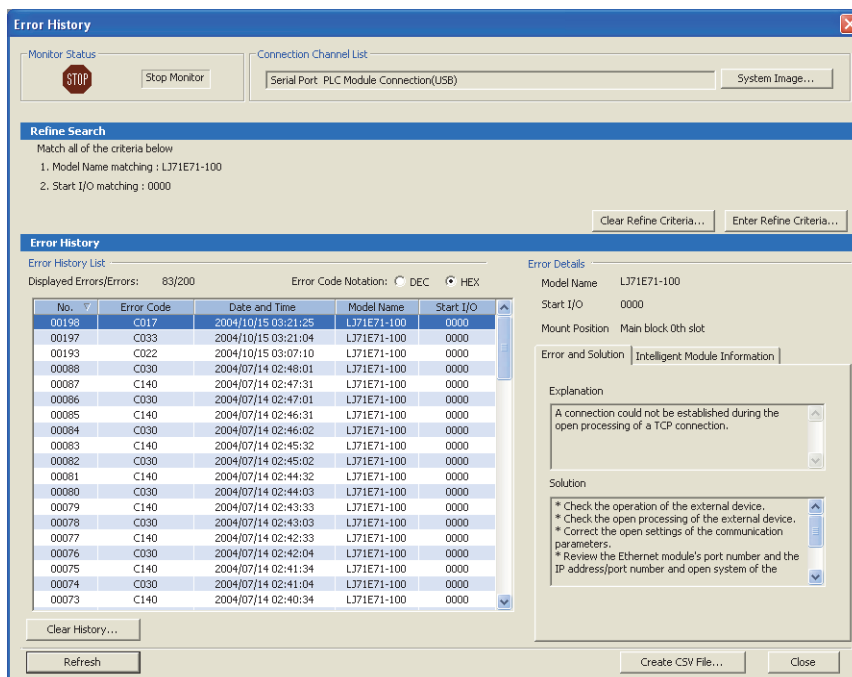 Error History
Monitor Status
STOP
Stop Monitor
Connection Channel List
Serial Port PLC Module Connection(USB)
System Image...
Refine Search
Match all of the criteria below
1. Model Name matching : LJ71E71-100
2. Start I/O matching : 0000
Clear Refine Criteria...
Enter Refine Criteria...
Error History
Error History List
Displayed Errors/Errors: 83/200
Error Code Notation: DEC HEX
No. Error Code Date and Time Model Name Start I/O
00198 C017 2004/10/15 03:21:25 LJ71E71-100 0000
00197 C033 2004/10/15 03:21:04 LJ71E71-100 0000
00193 C022 2004/10/15 03:07:10 LJ71E71-100 0000
00088 C030 2004/07/14 02:48:01 LJ71E71-100 0000
00087 C140 2004/07/14 02:47:31 LJ71E71-100 0000
00086 C030 2004/07/14 02:47:01 LJ71E71-100 0000
00085 C140 2004/07/14 02:46:31 LJ71E71-100 0000
00084 C030 2004/07/14 02:46:02 LJ71E71-100 0000
00083 C140 2004/07/14 02:45:32 LJ71E71-100 0000
00082 C030 2004/07/14 02:45:02 LJ71E71-100 0000
00081 C140 2004/07/14 02:44:32 LJ71E71-100 0000
00080 C030 2004/07/14 02:44:03 LJ71E71-100 0000
00079 C140 2004/07/14 02:43:33 LJ71E71-100 0000
00078 C030 2004/07/14 02:43:03 LJ71E71-100 0000
00077 C140 2004/07/14 02:42:33 LJ71E71-100 0000
00076 C030 2004/07/14 02:42:04 LJ71E71-100 0000
00075 C140 2004/07/14 02:41:34 LJ71E71-100 0000
00074 C030 2004/07/14 02:41:04 LJ71E71-100 0000
00073 C140 2004/07/14 02:40:34 LJ71E71-100 0000
Clear History...
Error Details
Model Name LJ71E71-100
Start I/O 0000
Mount Position Main block 0th slot
Error and Solution
Intelligent Module Information
Explanation
A connection could not be established during the
open processing of a TCP connection.
Solution
* Check the operation of the external device.
* Check the open processing of the external device.
* Correct the open settings of the communication
parameters.
* Review the Ethernet module's port number and the
IP address/port number and open system of the
Refresh
Create CSV File...
Close